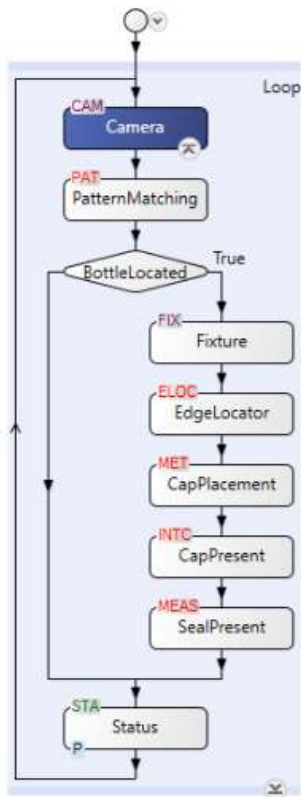 Loop
CAM
Camera
PAT
PatternMatching
BottleLocated
True
FIX
Fixture
ELOC
EdgeLocator
MET
CapPlacement
INTC
CapPresent
MEAS
SealPresent
STA
Status
P